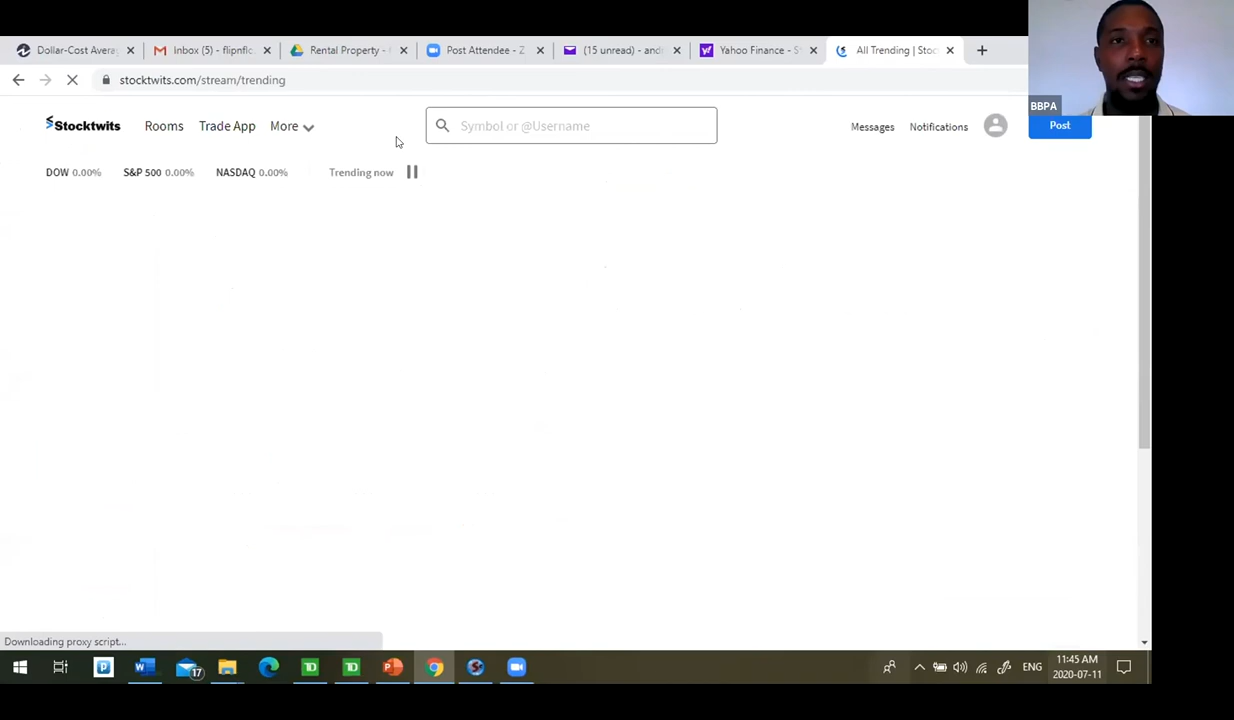 Dollar-Cost Avera
Inbox (5) - flipnflo
Rental Property -
Post Attendee - Z
(15 unread) - and
Yahoo Finance - S
All Trending | Stoc
stocktwits.com/stream/trending
BBPA
Stocktwits
Rooms
Trade App
More
Symbol or @Username
Messages
Notifications
Post
DOW 0.00%
S&P 500 0.00%
NASDAQ 0.00%
Trending now
Downloading proxy script...
17
ENG
11:45 AM
2020-07-11